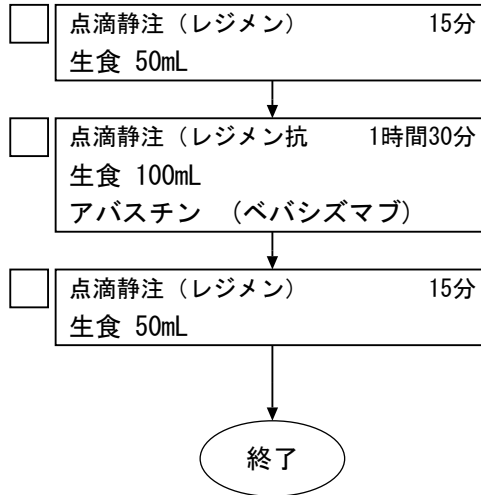 点滴静注（レジメン） 15分
生食 50mL
点滴静注（レジメン抗 1時間30分
生食 100mL
アバスチン （ベバシズマブ）
点滴静注（レジメン） 15分
生食 50mL
終了